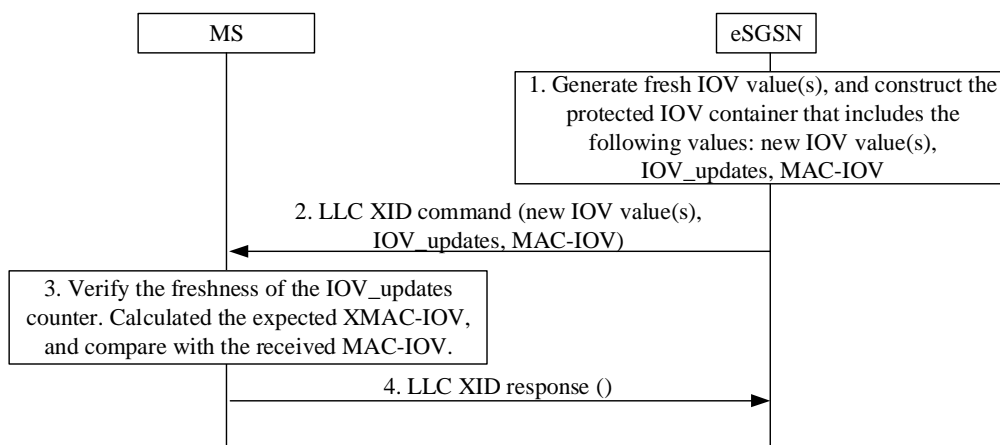 MS
eSGSN
1. Generate fresh IOV value(s), and construct the
protected IOV container that includes the
following values: new IOV value(s),
IOV_updates, MAC-IOV
2. LLC XID command (new IOV value(s),
IOV_updates, MAC-IOV)
3. Verify the freshness of the IOV_updates
counter. Calculated the expected XMAC-IOV,
and compare with the received MAC-IOV.
4. LLC XID response ()